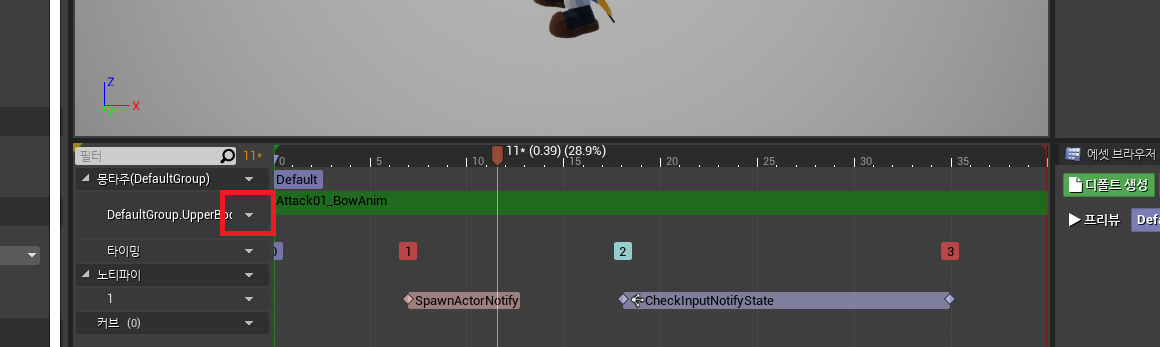 Z
X
필터
11*
0
5
10
11* (0.39) (28.9%)
15
20
25
30
35
에셋 브라우저
몽타주(DefaultGroup)
Default
디폴트 생성
DefaultGroup.UpperBod
Attack01_BowAnim
프리뷰
Defa
타이밍
1
2
3
노티파이
1
SpawnActorNotify
CheckInputNotifyState
커브 (0)